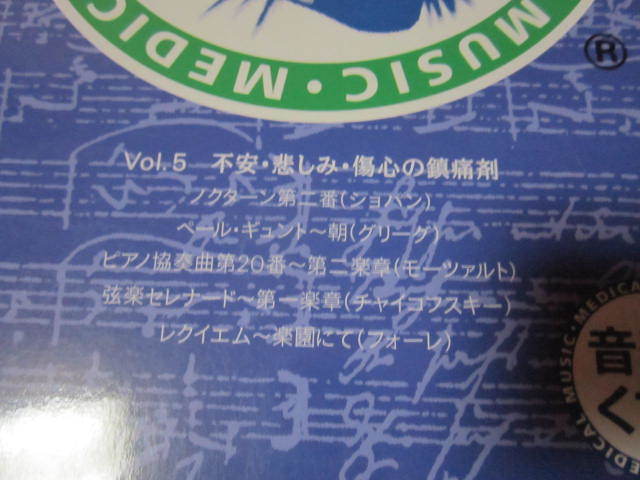 MUSIC・MEDIC
®
Vol.5 不安・悲しみ・傷心の鎮痛剤
ノクターン第二番(ショパン)
ペール・ギュント〜朝(グリーグ)
ピアノ協奏曲第20番〜第二楽章(モーツァルト)
弦楽セレナード〜第一楽章(チャイコフスキー)
レクイエム〜楽園にて(フォーレ)
EDICAL MUSIC・MEDICA
音
く